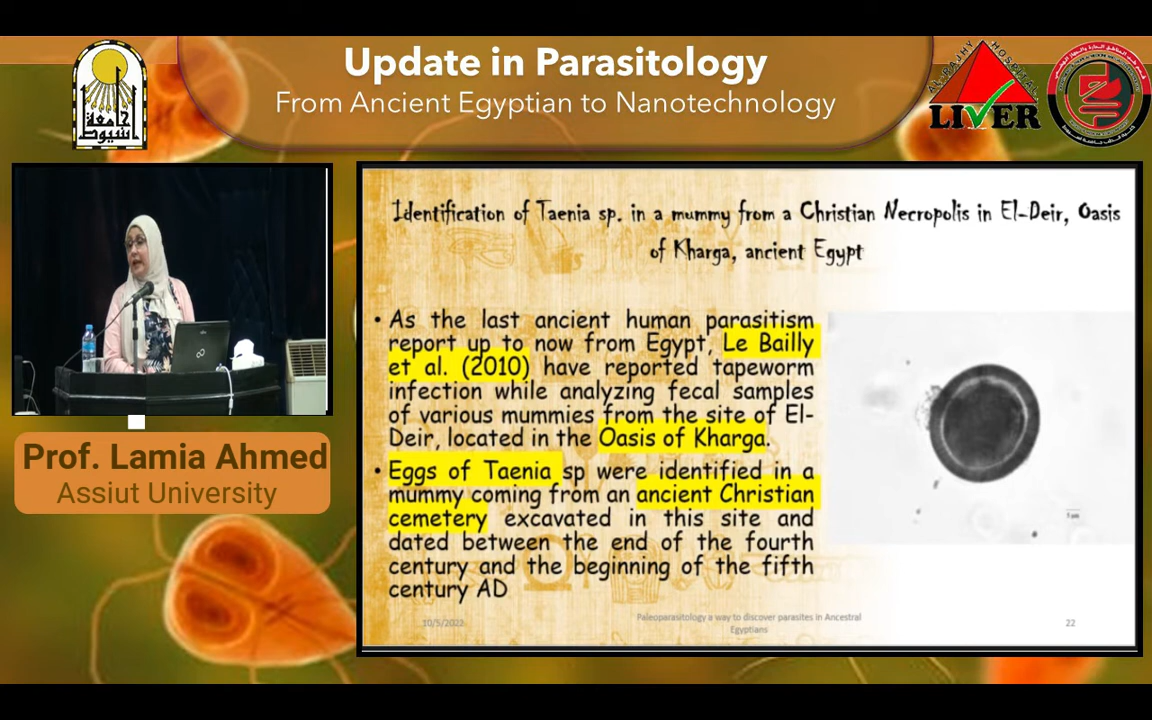 Update in Parasitology
From Ancient Egyptian to Nanotechnology
جامعة
أسيوط
AL-RAJHY HOSPITAL
LIVER
Identification of Taenia sp. in a mummy from a Christian Necropolis in El-Deir, Oasis
of Kharga, ancient Egypt
• As the last ancient human parasitism
report up to now from Egypt, Le Bailly
et al. (2010) have reported tapeworm
infection while analyzing fecal samples
of various mummies from the site of El-
Deir, located in the Oasis of Kharga.
• Eggs of Taenia sp were identified in a
mummy coming from an ancient Christian
cemetery excavated in this site and
dated between the end of the fourth
century and the beginning of the fifth
century AD
10/5/2022
Paleoparasitology a way to discover parasites in Ancestral
Egyptians
22
Prof. Lamia Ahmed
Assiut University